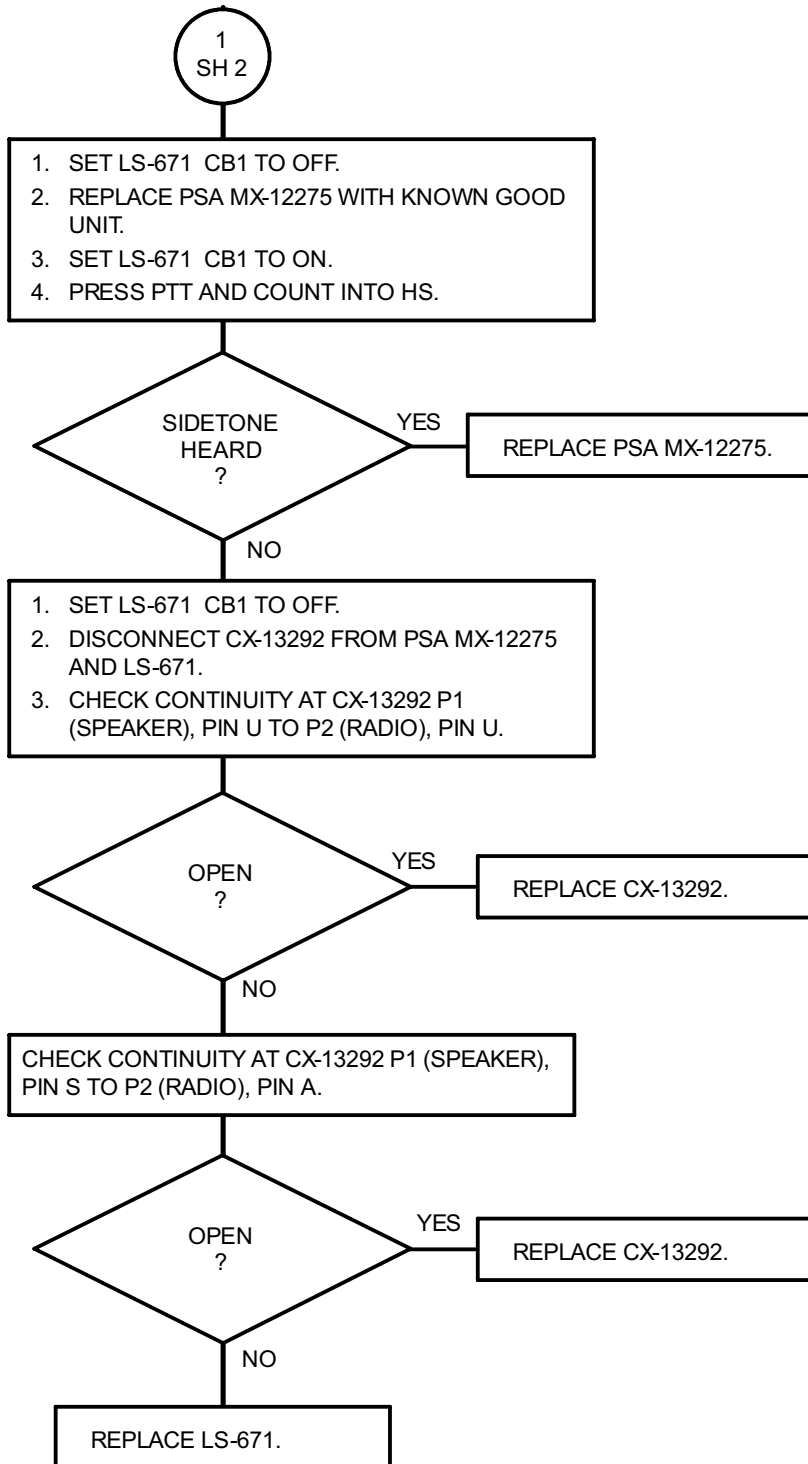 1
SH 2
1. SET LS-671 CB1 TO OFF.
2. REPLACE PSA MX-12275 WITH KNOWN GOOD
UNIT.
3. SET LS-671 CB1 TO ON.
4. PRESS PTT AND COUNT INTO HS.
SIDETONE
HEARD
?
YES
REPLACE PSA MX-12275.
NO
1. SET LS-671 CB1 TO OFF.
2. DISCONNECT CX-13292 FROM PSA MX-12275
AND LS-671.
3. CHECK CONTINUITY AT CX-13292 P1
(SPEAKER), PIN U TO P2 (RADIO), PIN U.
OPEN
?
YES
REPLACE CX-13292.
NO
CHECK CONTINUITY AT CX-13292 P1 (SPEAKER),
PIN S TO P2 (RADIO), PIN A.
OPEN
?
YES
REPLACE CX-13292.
NO
REPLACE LS-671.